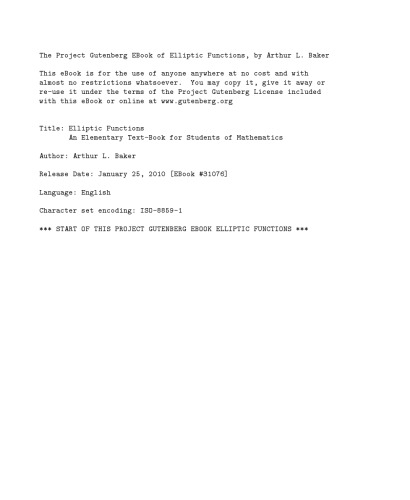 The Project Gutenberg EBook of Elliptic Functions, by Arthur L. Baker
This eBook is for the use of anyone anywhere at no cost and with
almost no restrictions whatsoever. You may copy it, give it away or
re-use it under the terms of the Project Gutenberg License included
with this eBook or online at www.gutenberg.org
Title: Elliptic Functions
An Elementary Text-Book for Students of Mathematics
Author: Arthur L. Baker
Release Date: January 25, 2010 [EBook #31076]
Language: English
Character set encoding: ISO-8859-1
*** START OF THIS PROJECT GUTENBERG EBOOK ELLIPTIC FUNCTIONS ***